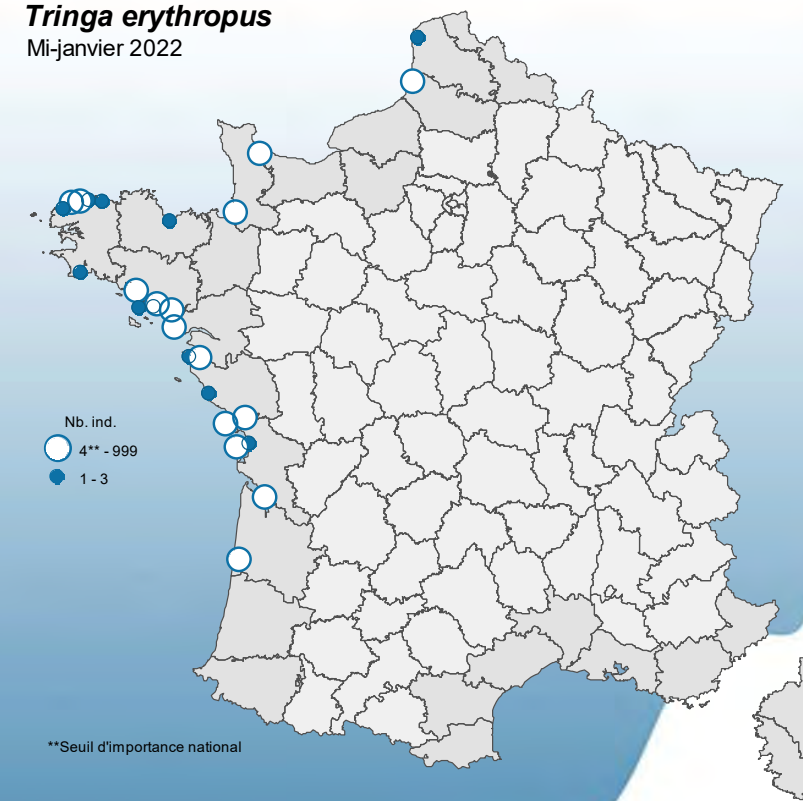 Tringa erythropus
Mi-janvier 2022
Nb. ind.
4** - 999
1 - 3
**Seuil d'importance national